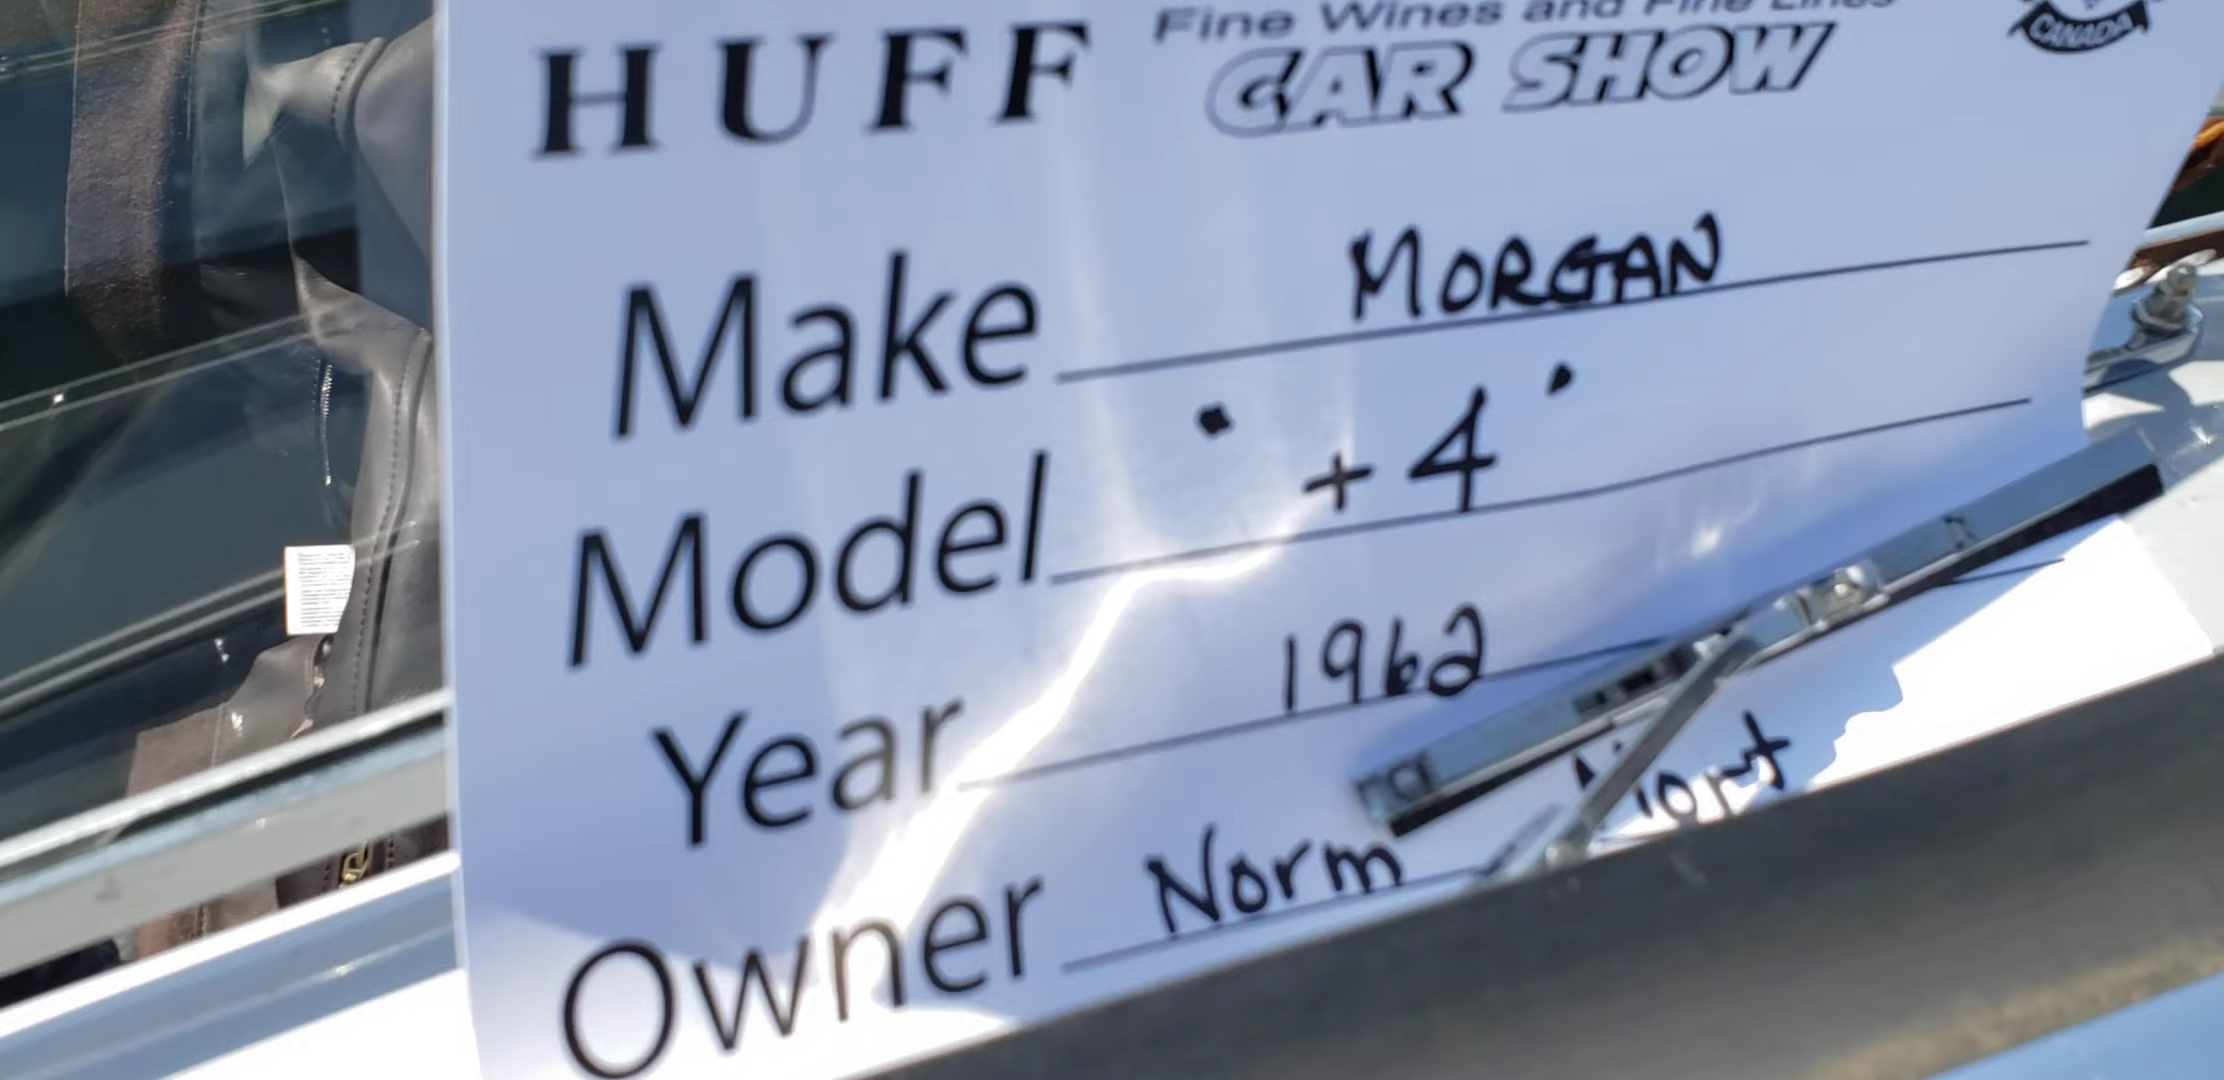 HUFF
Fine Wines and Fine Lines
CAR SHOW
CANADA
Make MORGAN
Model +4
Year 1962
Owner Norm